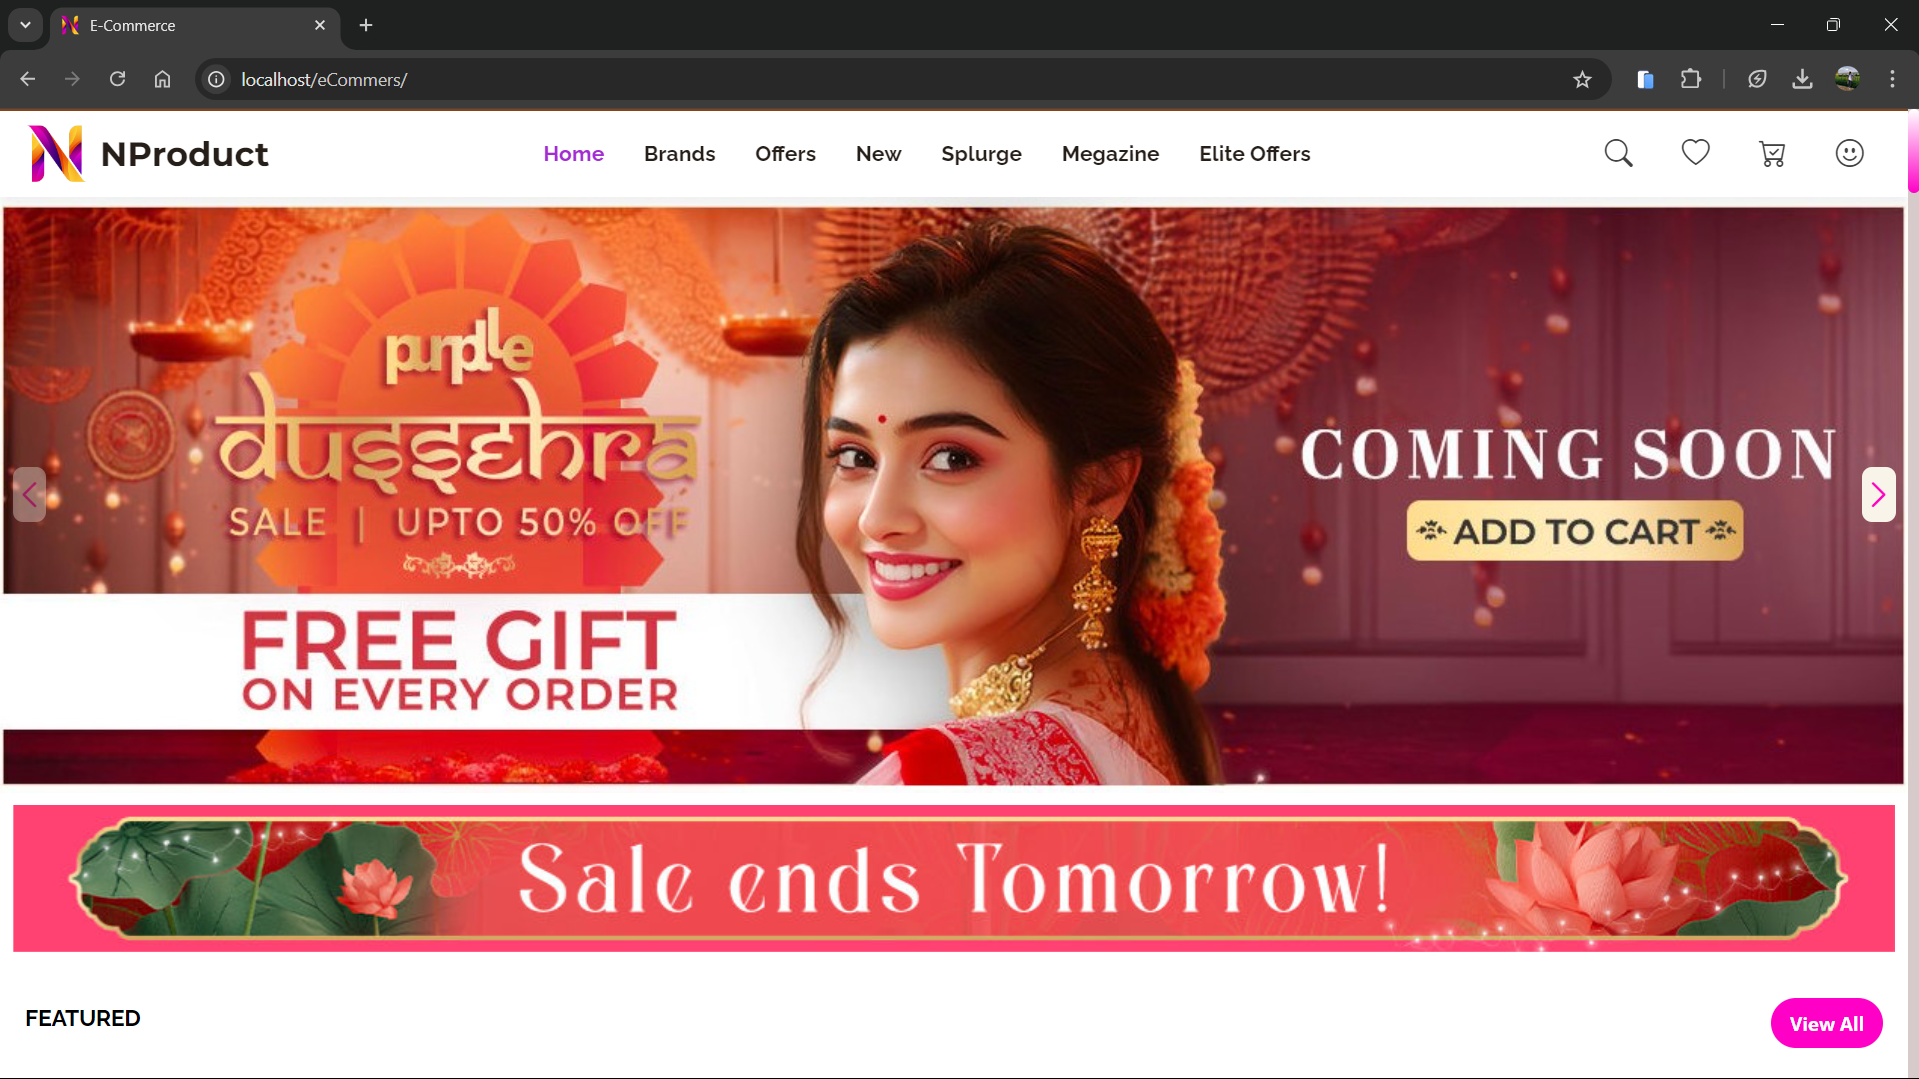 E-Commerce
localhost/eCommers/
NProduct
Home Brands Offers New Splurge Megazine Elite Offers
purplle
dussehra
SALE | UPTO 50% OFF
FREE GIFT
ON EVERY ORDER
COMING SOON
ADD TO CART
Sale ends Tomorrow!
FEATURED
View All